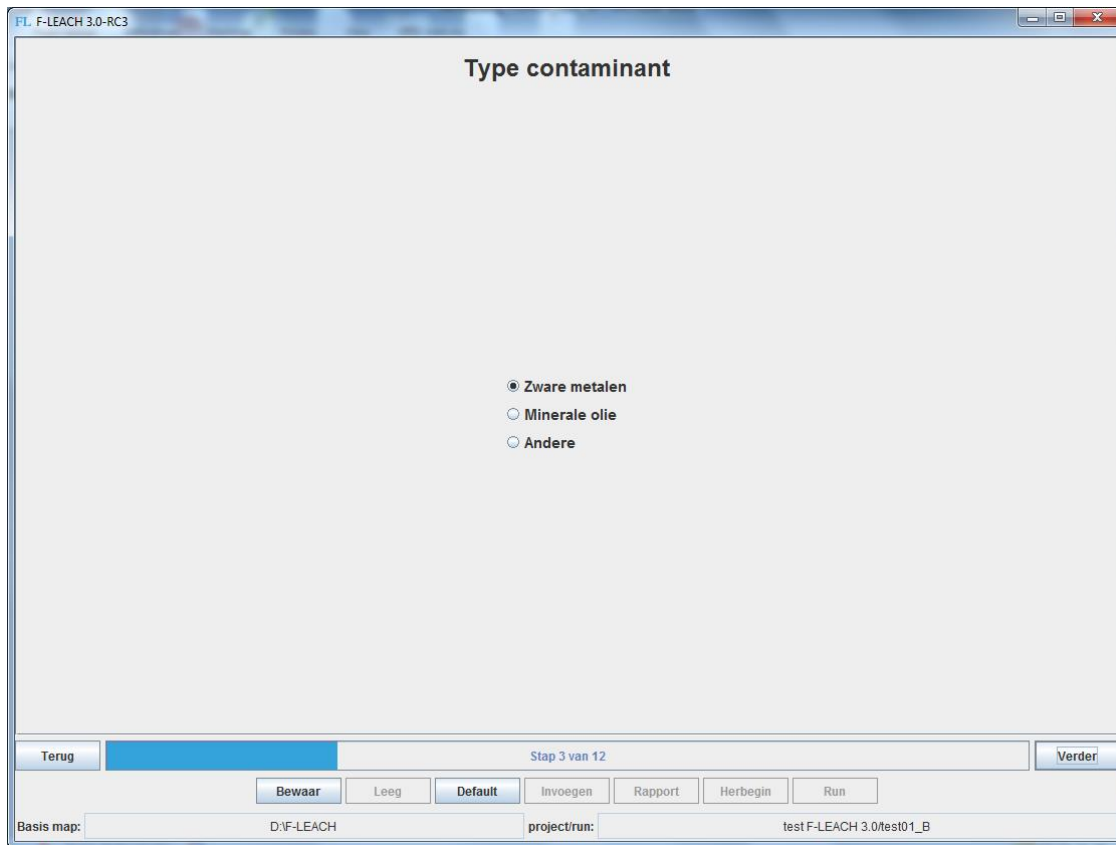 FL F-LEACH 3.0-RC3
Type contaminant
Zware metalen
Minerale olie
Andere
Terug Stap 3 van 12 Verder
Bewaar Leeg Default Invoegen Rapport Herbegin Run
Basis map: D:\F-LEACH project/run: test F-LEACH 3.0/test01_B